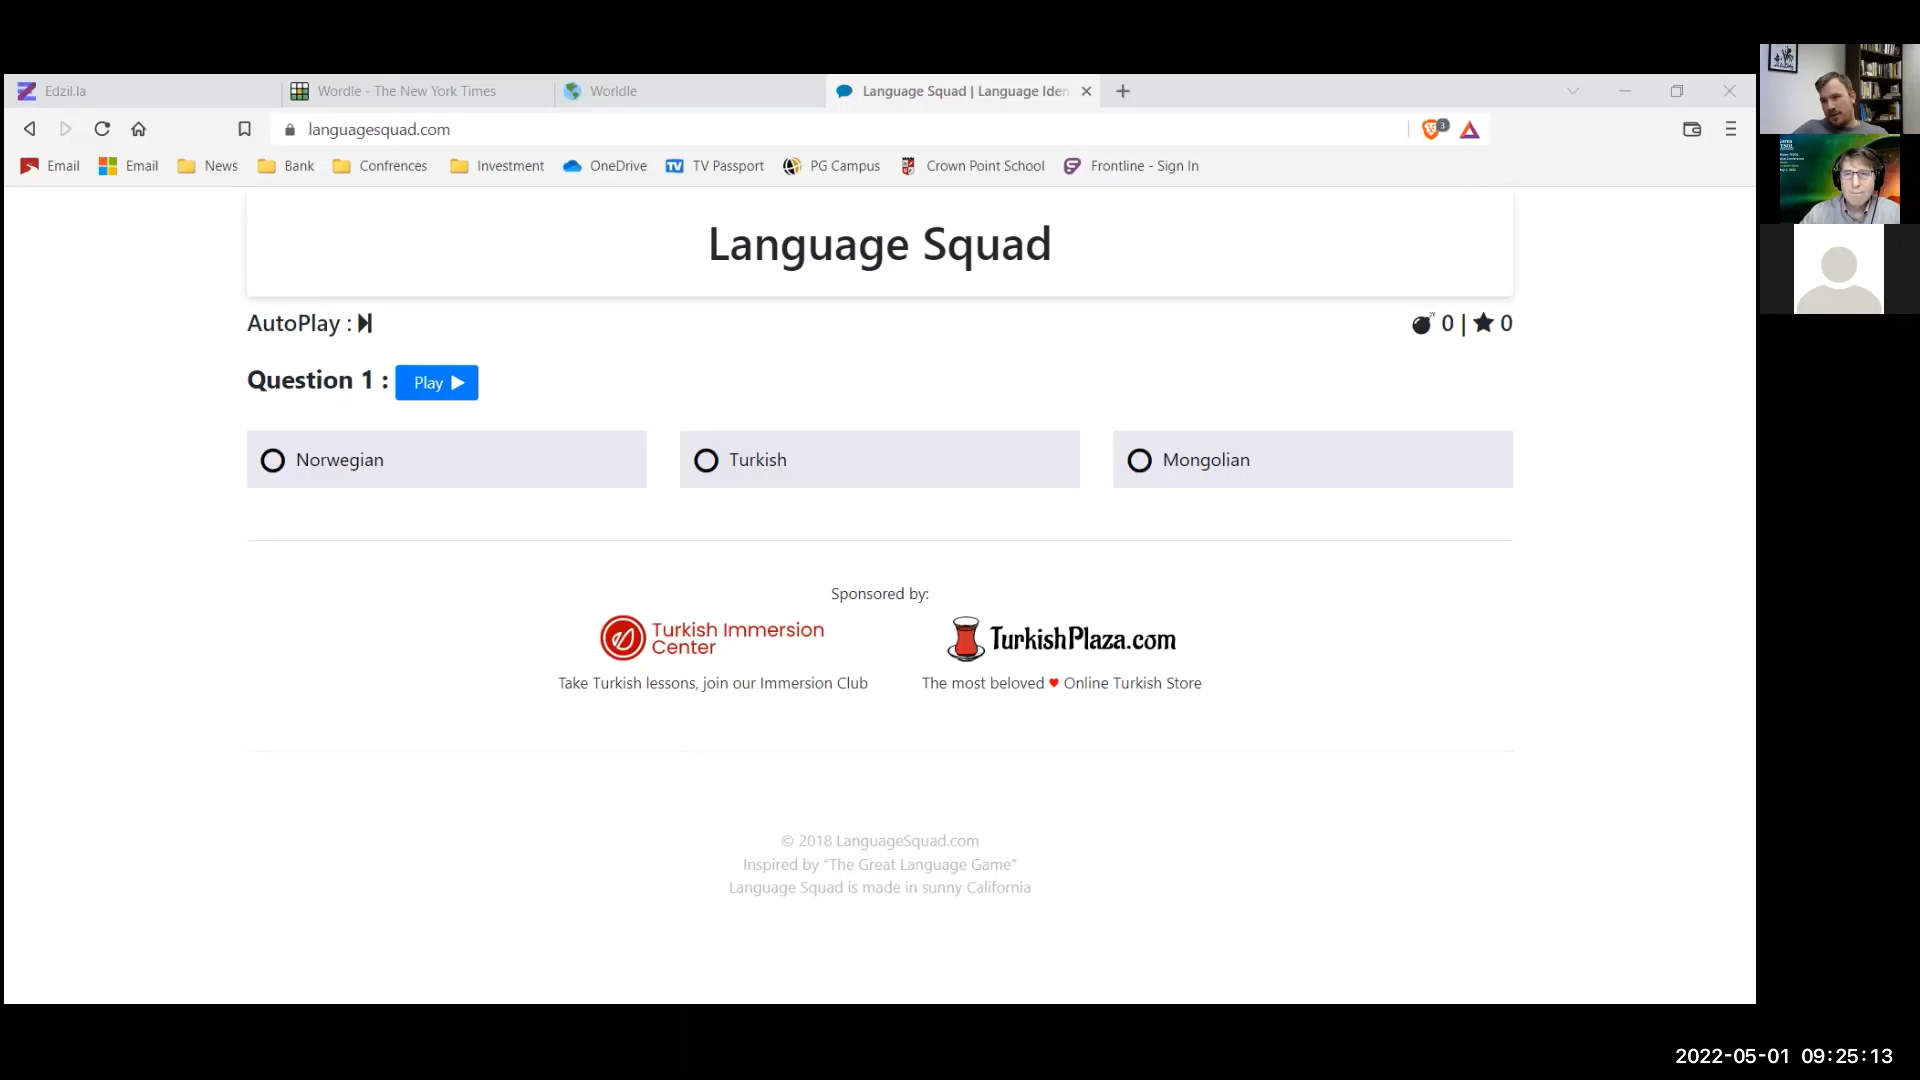 Edzil.la
Wordle - The New York Times
Worldle
Language Squad | Language Iden
languagesquad.com
3
Email
Email
News
Bank
Confrences
Investment
OneDrive
TV Passport
PG Campus
Crown Point School
Frontline - Sign In
Language Squad
AutoPlay :
0 | 0
Question 1 : Play
Norwegian
Turkish
Mongolian
Sponsored by:
Turkish Immersion
Center
TurkishPlaza.com
Take Turkish lessons, join our Immersion Club
The most beloved ♥ Online Turkish Store
© 2018 LanguageSquad.com
Inspired by “The Great Language Game”
Language Squad is made in sunny California
2022-05-01 09:25:13